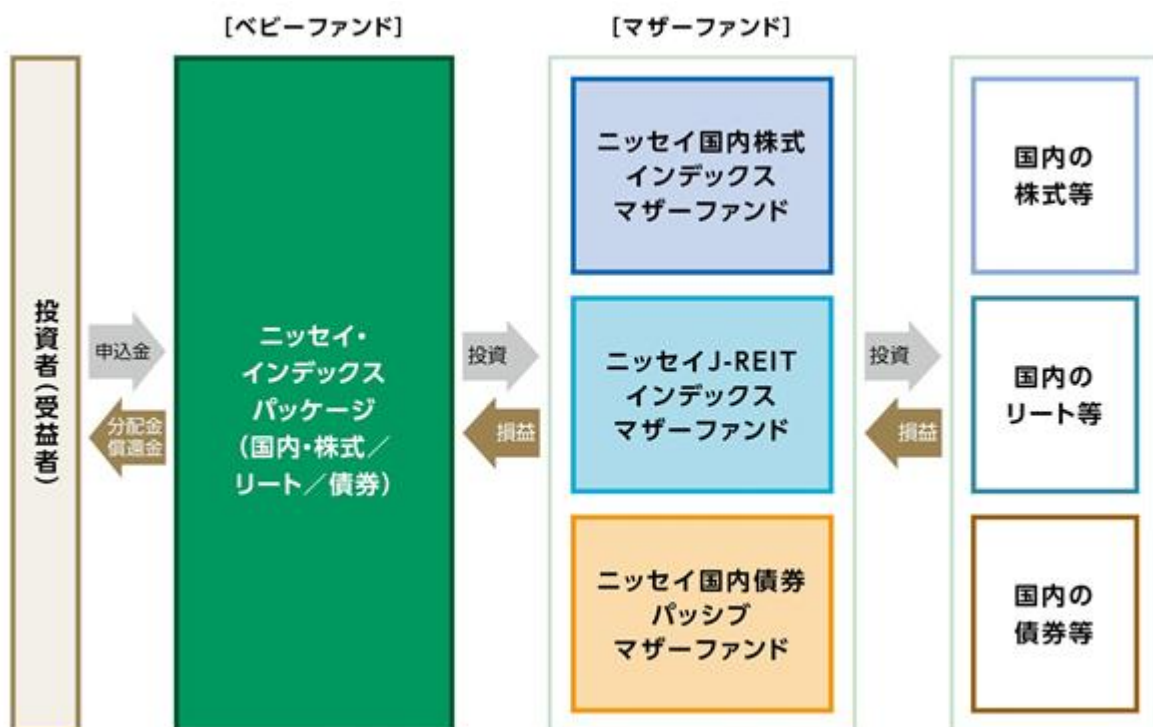 [ベビーファンド]
[マザーファンド]
投資者(受益者)
申込金
分配金
償還金
ニッセイ・
インデックス
パッケージ
(国内・株式/
リート/債券)
投資
損益
ニッセイ国内株式
インデックス
マザーファンド
ニッセイJ-REIT
インデックス
マザーファンド
ニッセイ国内債券
パッシブ
マザーファンド
投資
損益
国内の
株式等
国内の
リート等
国内の
債券等